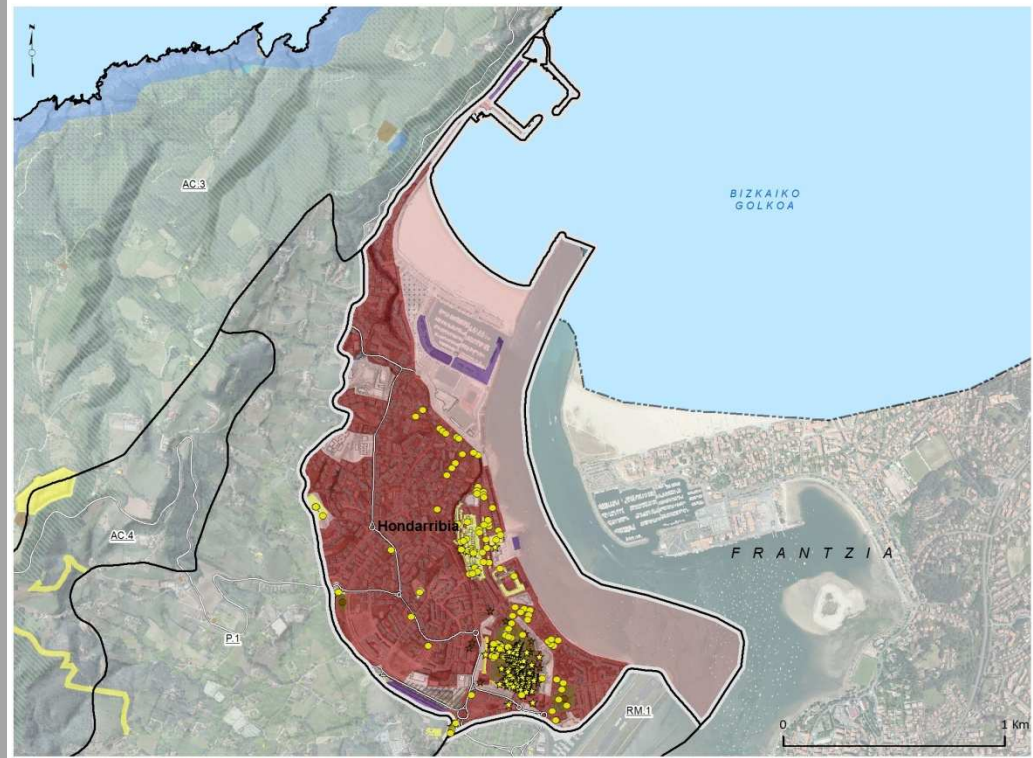 N
AC.3
BIZKAIKO
GOLKOA
Hondarribia
FRANTZIA
AC.4
P.1
RM.1
0 1 Km